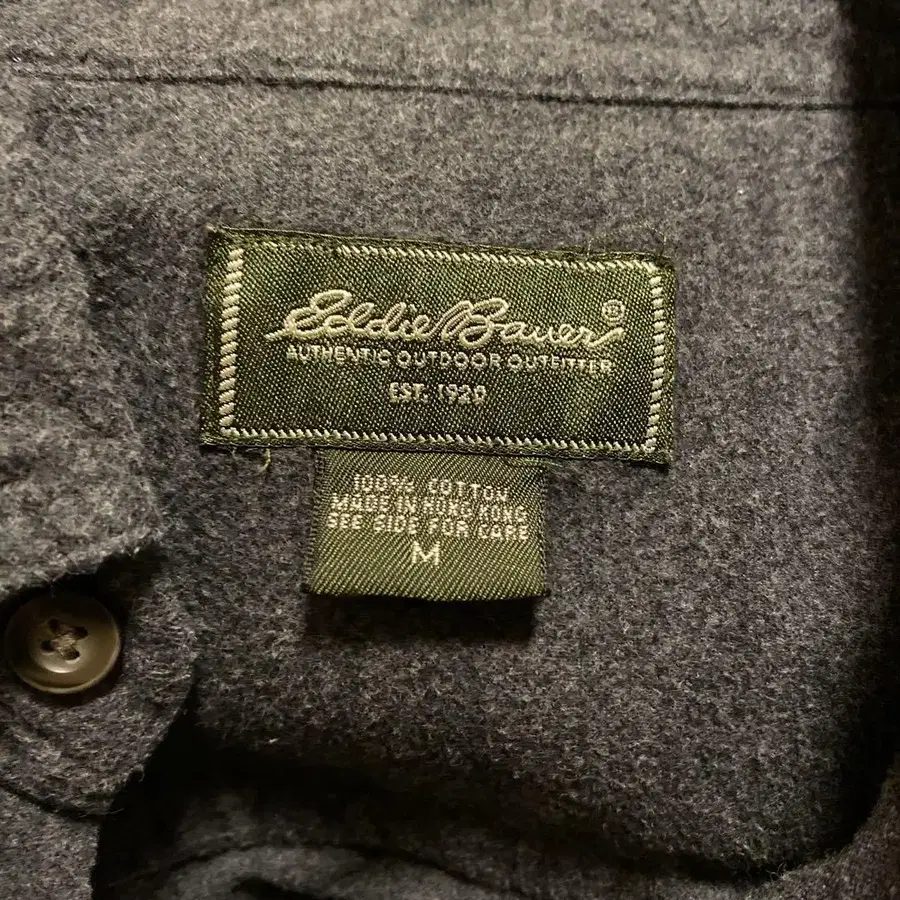 Eddie Bauer®
AUTHENTIC OUTDOOR OUTFITTER
EST. 1920
100% COTTON
MADE IN HONG KONG
SEE SIDE FOR CARE
M